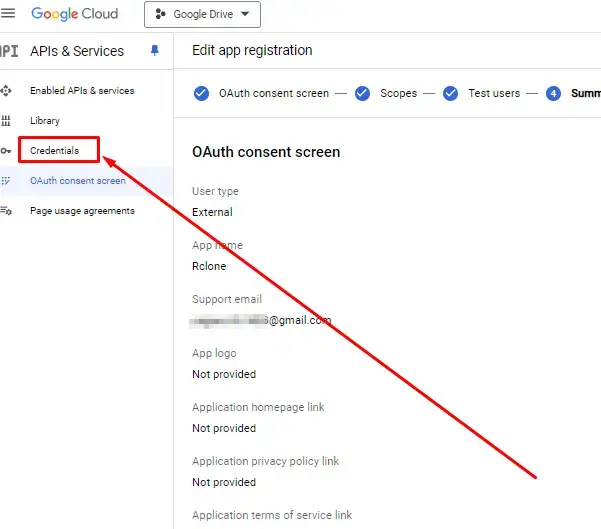 Google Cloud
Google Drive
API APIs & Services
Edit app registration
Enabled APIs & services
Library
Credentials
OAuth consent screen
Page usage agreements
OAuth consent screen — Scopes — Test users — 4 Summ
OAuth consent screen
User type
External
App name
Rclone
Support email
@gmail.com
App logo
Not provided
Application homepage link
Not provided
Application privacy policy link
Not provided
Application terms of service link